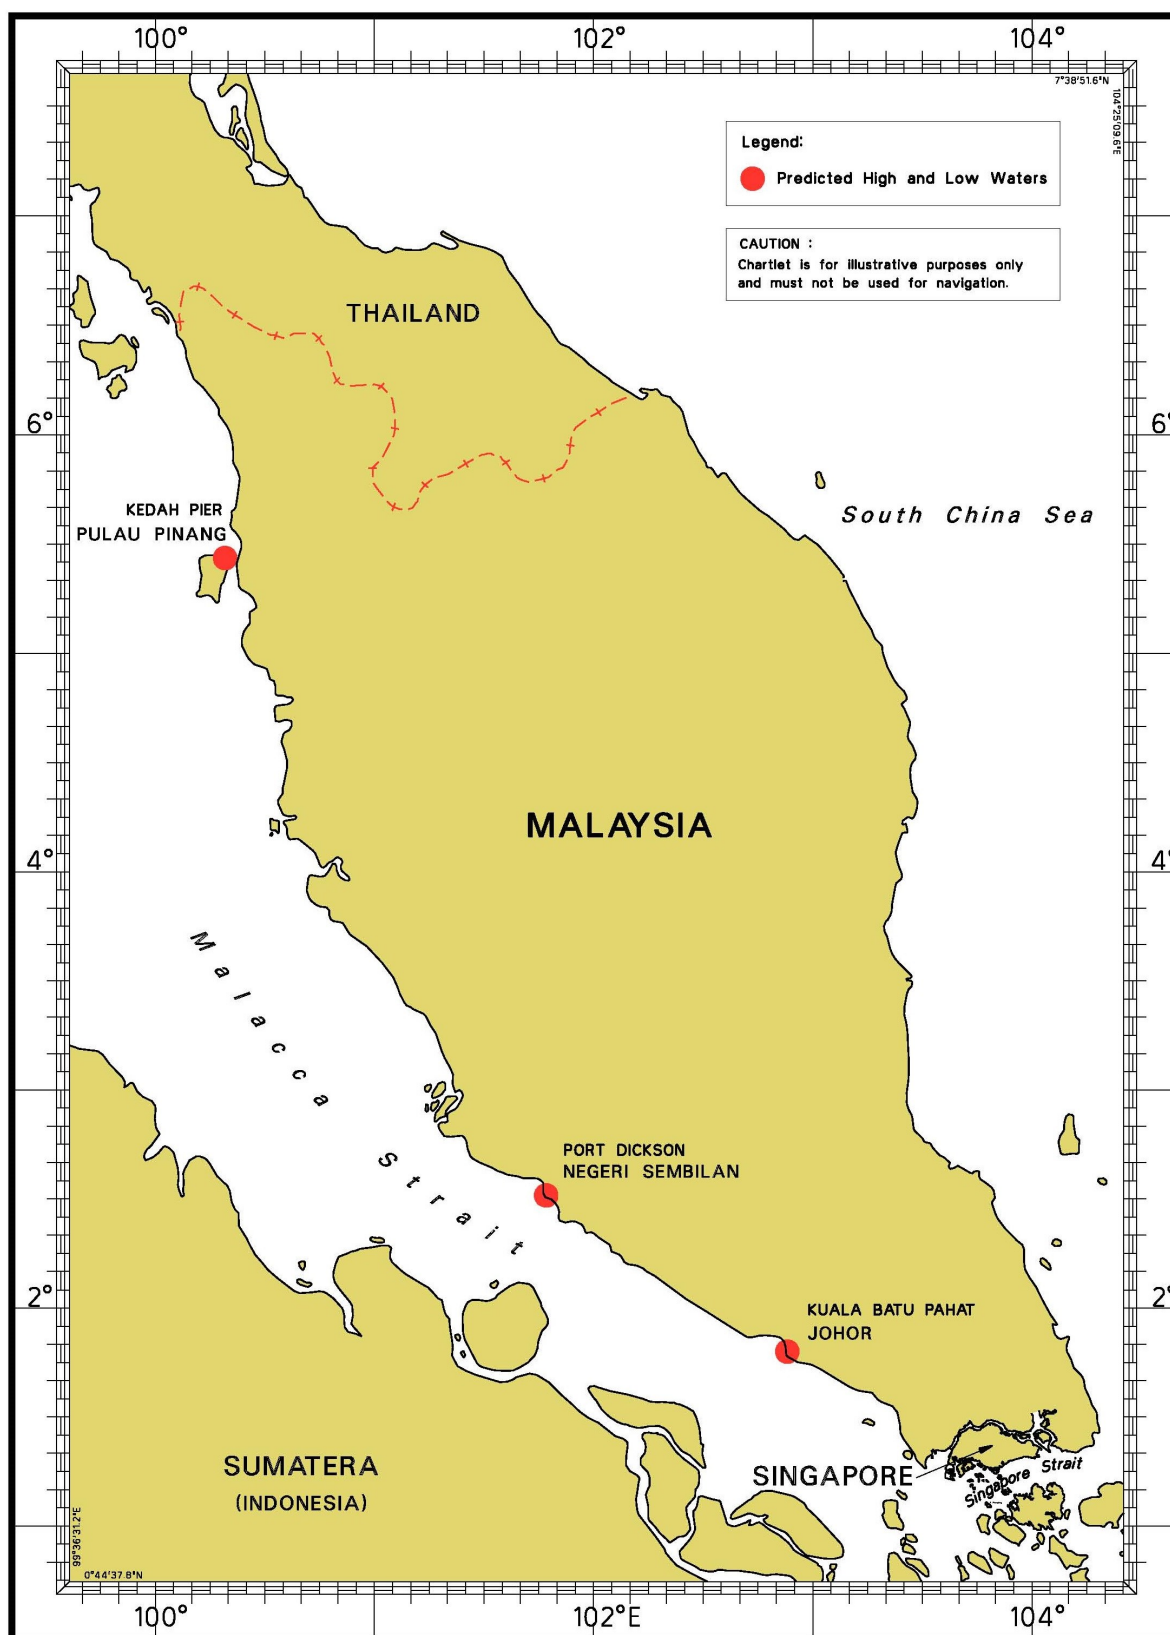 100°
102°
104°
7°38'51.6"N
104°25'09.6"E
Legend:
Predicted High and Low Waters
CAUTION :
Chartlet is for illustrative purposes only
and must not be used for navigation.
THAILAND
6°
6°
KEDAH PIER
PULAU PINANG
South China Sea
MALAYSIA
4°
4°
Malacca Strait
PORT DICKSON
NEGERI SEMBILAN
2°
2°
KUALA BATU PAHAT
JOHOR
SUMATERA
(INDONESIA)
SINGAPORE
Singapore Strait
99°36'31.2"E
0°44'37.8"N
100°
102°E
104°